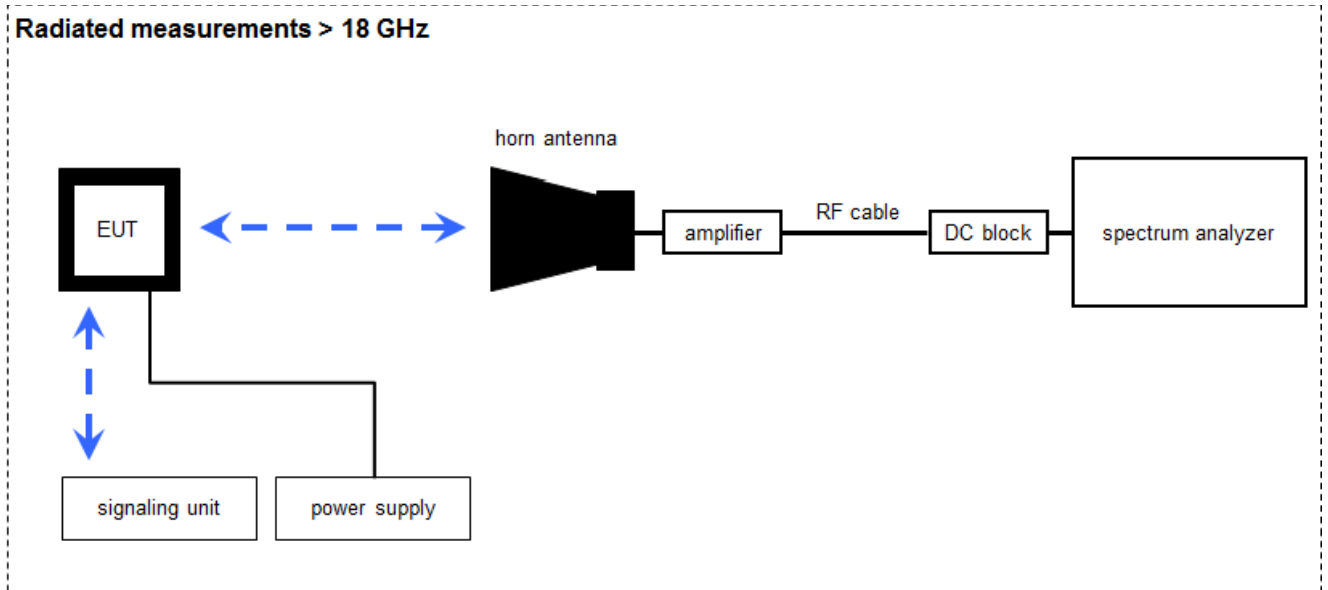 Radiated measurements > 18 GHz
horn antenna
EUT
amplifier
RF cable
DC block
spectrum analyzer
signaling unit
power supply